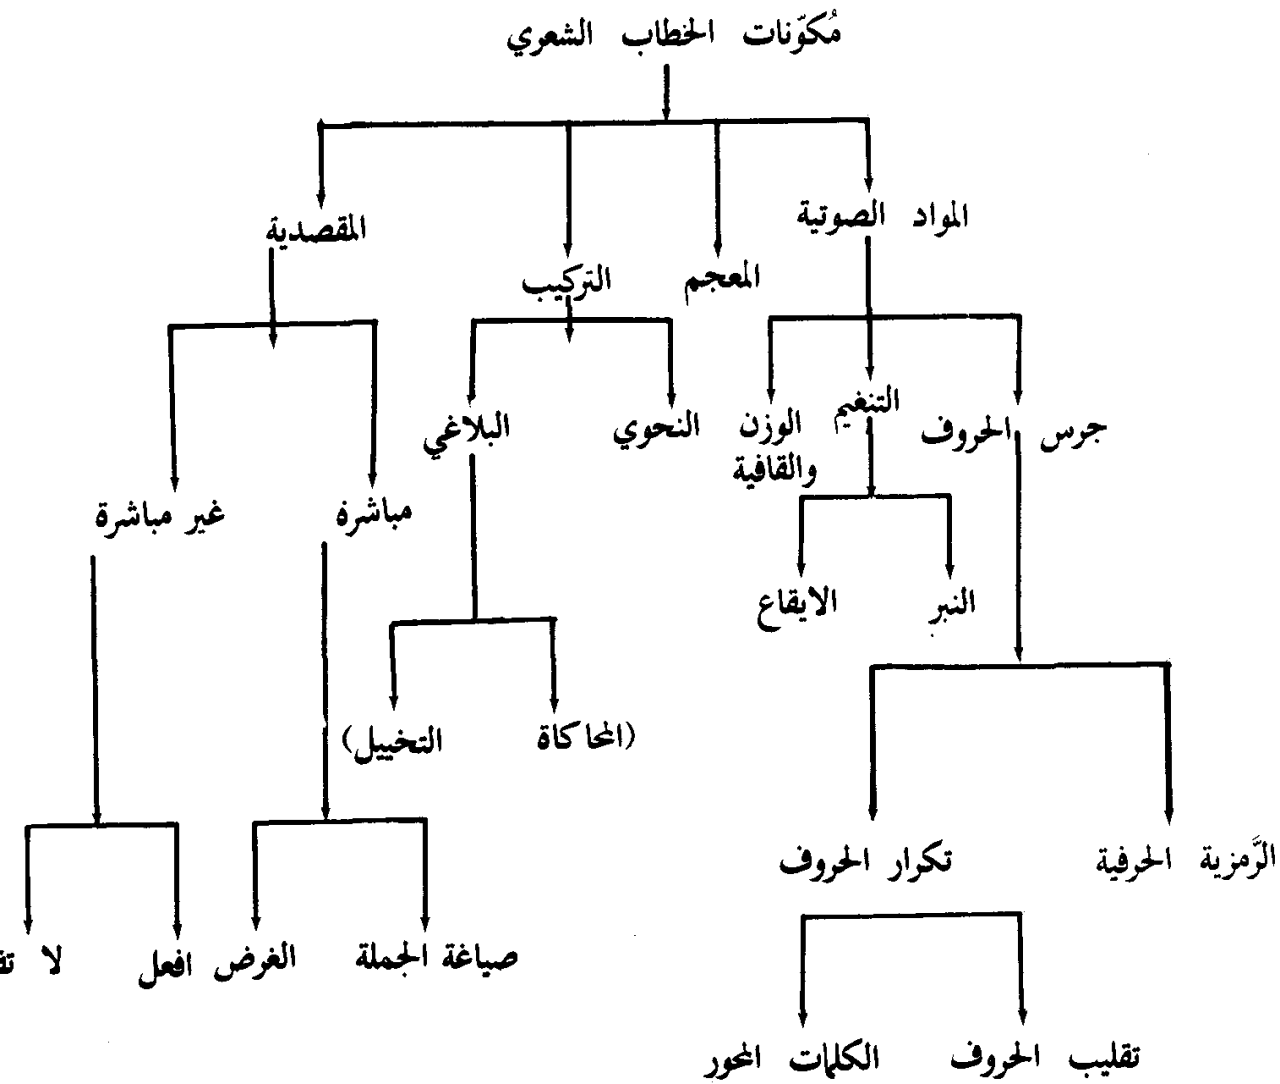 مُكوّنات الخطاب الشعري
المواد الصوتية
المقصدية
المعجم
التركيب
جرس الحروف
التنغيم
الوزن
والقافية
النحوي
البلاغي
مباشرة
غير مباشرة
النبر
الايقاع
(المحاكاة
التخييل)
الرَّمزية الحرفية
تكرار الحروف
صياغة الجملة
الغرض
افعل
لا
تقليب الحروف
الكلمات المحور